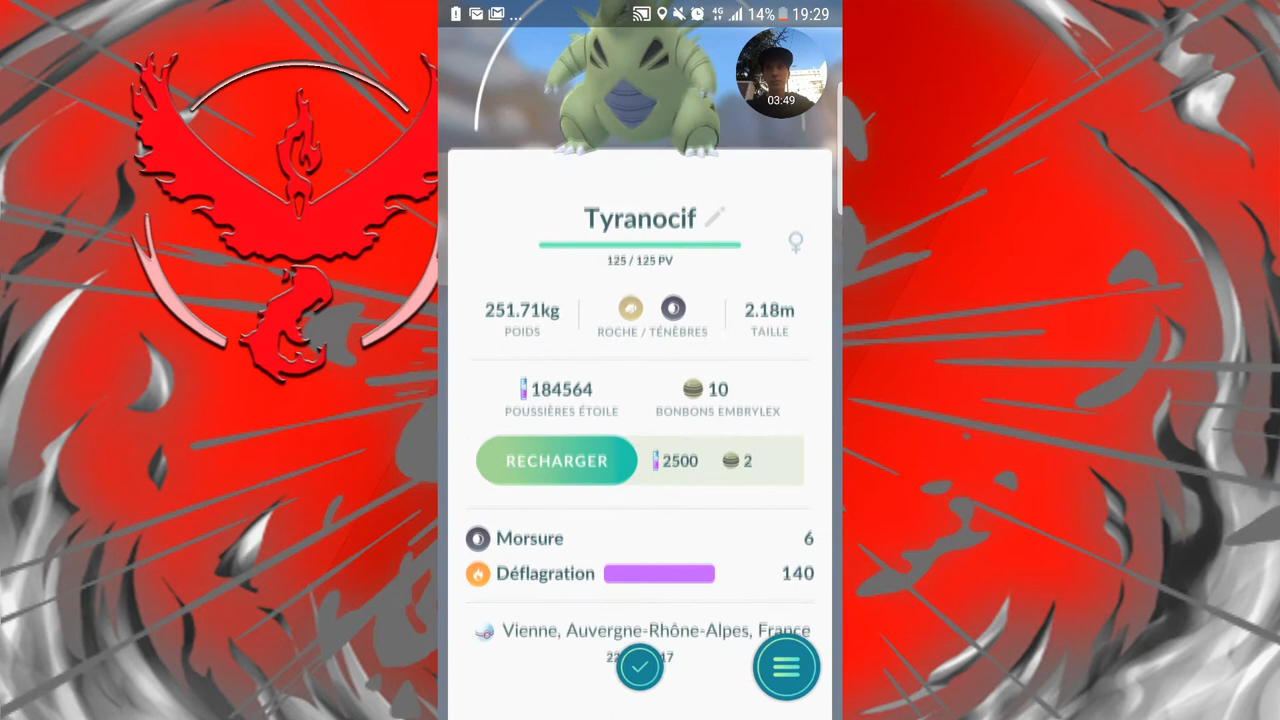 ... 4G 14% 19:29
03:49
Tyranocif
125 / 125 PV
251.71kg
POIDS
ROCHE / TÉNÈBRES
2.18m
TAILLE
184564
POUSSIÈRES ÉTOILE
10
BONBONS EMBRYLEX
RECHARGER 2500 2
Morsure 6
Déflagration 140
Vienne, Auvergne-Rhône-Alpes, France